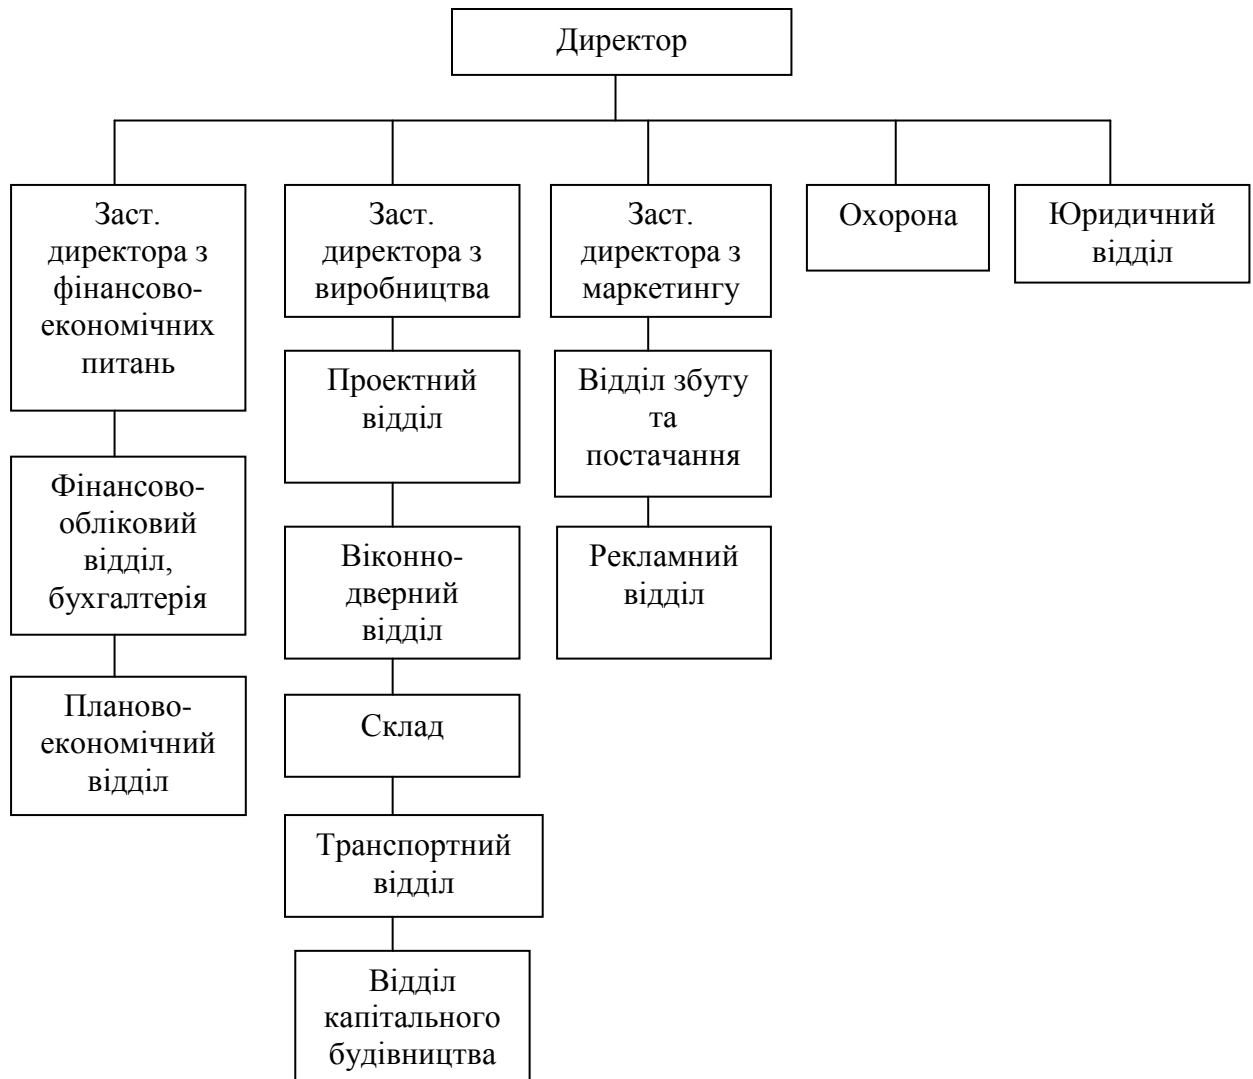 Директор
Заст.
директора з
фінансово-
економічних
питань
Заст.
директора з
виробництва
Заст.
директора з
маркетингу
Охорона
Юридичний
відділ
Фінансово-
обліковий
відділ,
бухгалтерія
Планово-
економічний
відділ
Проектний
відділ
Віконно-
дверний
відділ
Склад
Транспортний
відділ
Відділ
капітального
будівництва
Відділ збуту
та
постачання
Рекламний
відділ